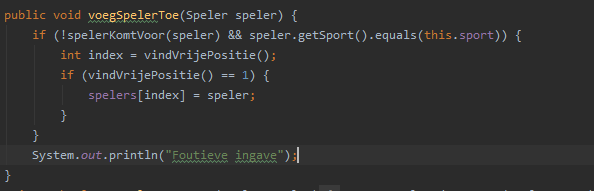 public void voegSpelerToe(Speler speler) {
    if (!spelerKomtVoor(speler) && speler.getSport().equals(this.sport)) {
        int index = vindVrijePositie();
        if (vindVrijePositie() == 1) {
            spelers[index] = speler;
        }
    }
    System.out.println("Foutieve ingave");
}